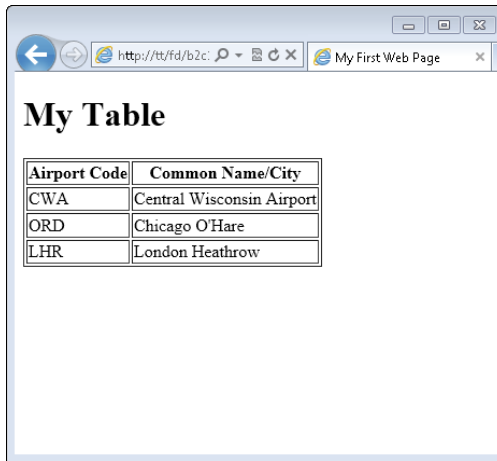 http://tt/fd/b2c: My First Web Page
My Table
Airport Code Common Name/City
CWA Central Wisconsin Airport
ORD Chicago O'Hare
LHR London Heathrow